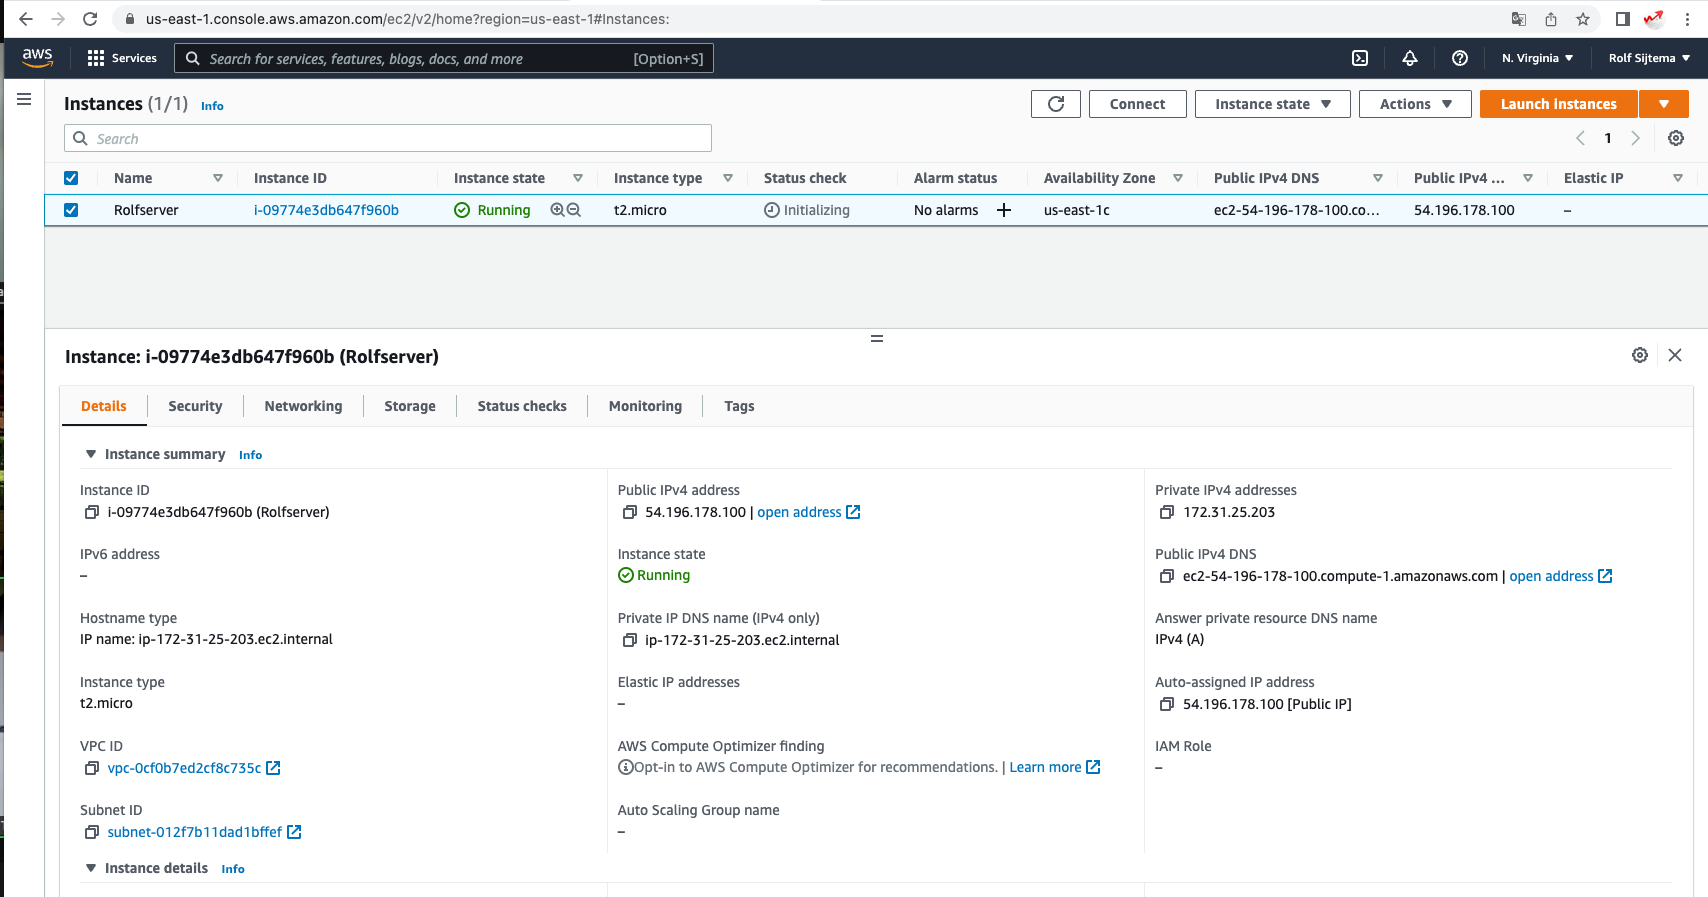 us-east-1.console.aws.amazon.com/ec2/v2/home?region=us-east-1#Instances:
aws Services Search for services, features, blogs, docs, and more [Option+S] N. Virginia Rolf Sijtema
Instances (1/1) Info Connect Instance state Actions Launch instances
Search 1
Name Instance ID Instance state Instance type Status check Alarm status Availability Zone Public IPv4 DNS Public IPv4 ... Elastic IP
Rolfserver i-09774e3db647f960b Running t2.micro Initializing No alarms us-east-1c ec2-54-196-178-100.co... 54.196.178.100 –
Instance: i-09774e3db647f960b (Rolfserver)
Details Security Networking Storage Status checks Monitoring Tags
Instance summary Info
Instance ID Public IPv4 address Private IPv4 addresses
i-09774e3db647f960b (Rolfserver) 54.196.178.100 | open address 172.31.25.203
IPv6 address Instance state Public IPv4 DNS
– Running ec2-54-196-178-100.compute-1.amazonaws.com | open address
Hostname type Private IP DNS name (IPv4 only) Answer private resource DNS name
IP name: ip-172-31-25-203.ec2.internal ip-172-31-25-203.ec2.internal IPv4 (A)
Instance type Elastic IP addresses Auto-assigned IP address
t2.micro – 54.196.178.100 [Public IP]
VPC ID AWS Compute Optimizer finding IAM Role
vpc-0cf0b7ed2cf8c735c Opt-in to AWS Compute Optimizer for recommendations. | Learn more –
Subnet ID Auto Scaling Group name
subnet-012f7b11dad1bffef –
Instance details Info